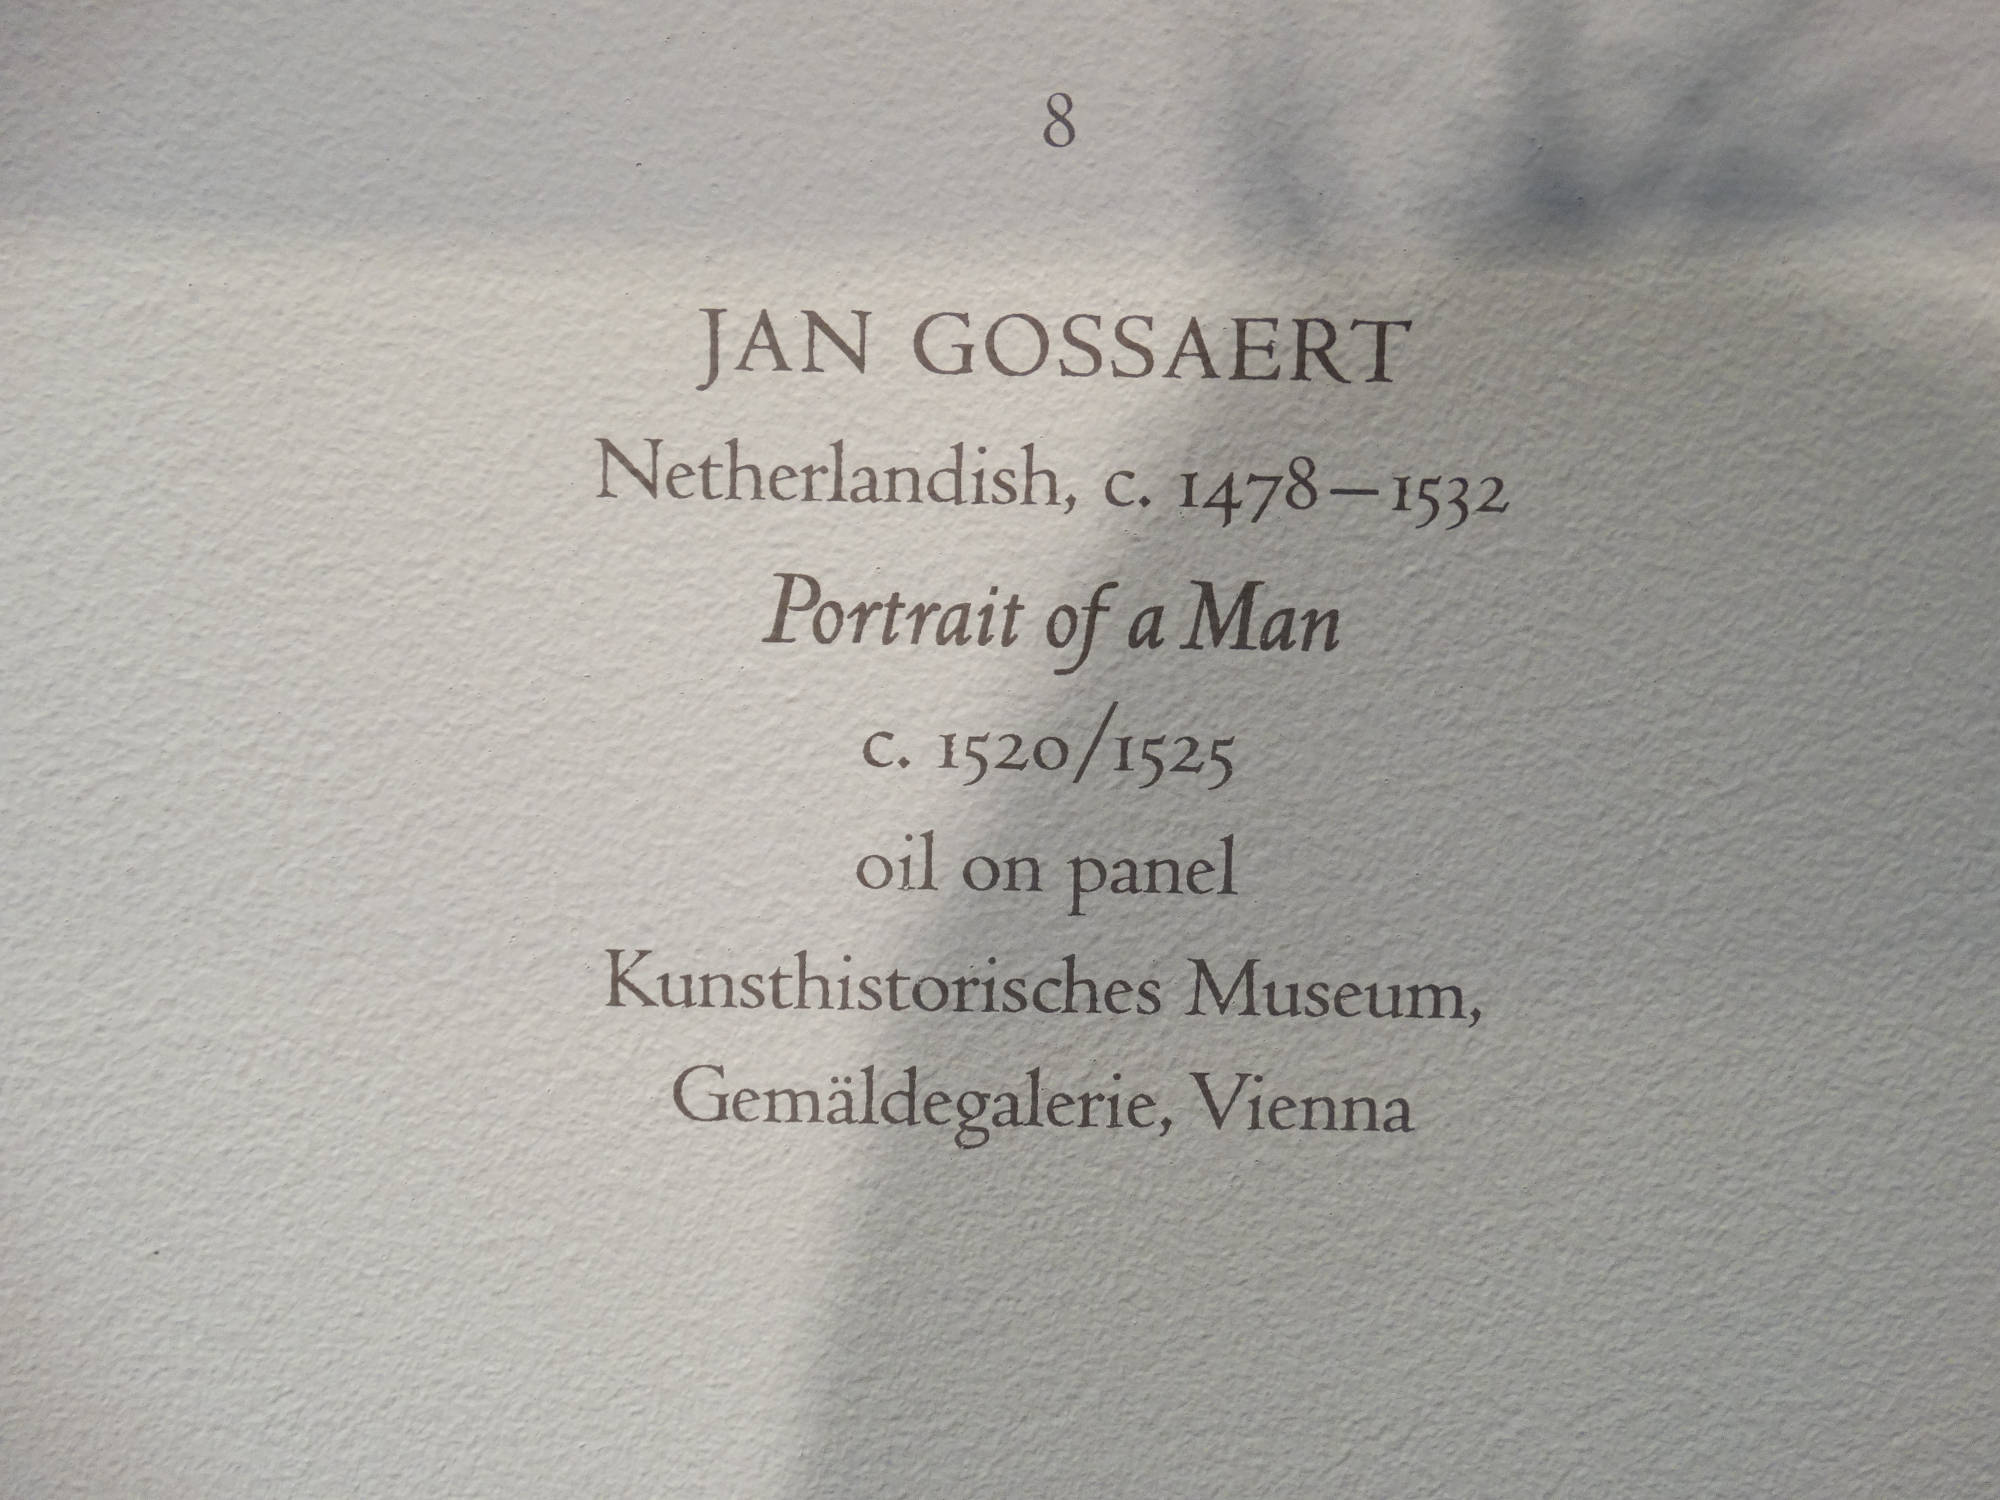 8
JAN GOSSAERT
Netherlandish, c. 1478–1532
Portrait of a Man
c. 1520/1525
oil on panel
Kunsthistorisches Museum,
Gemäldegalerie, Vienna